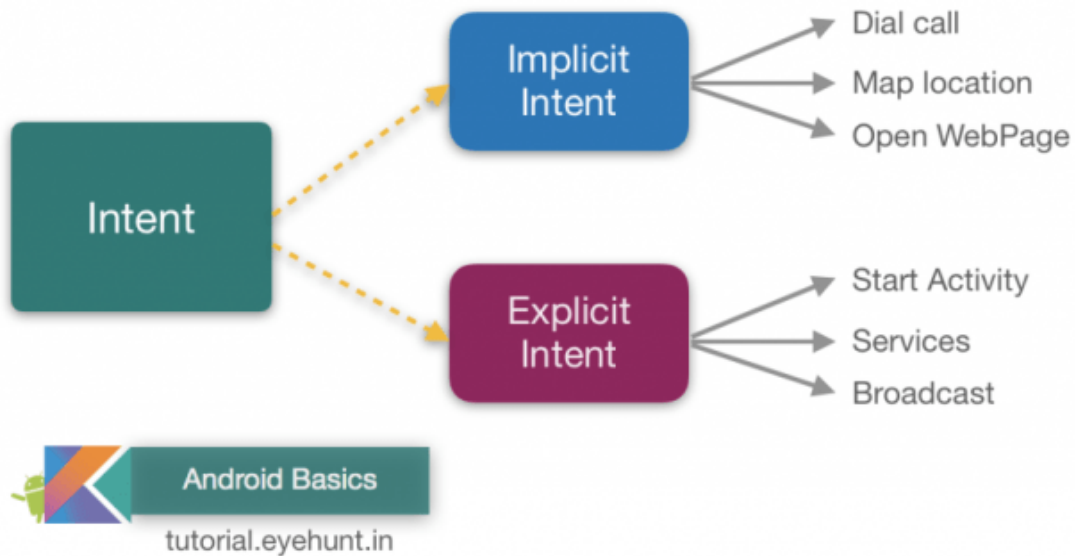 Intent
Implicit
Intent
Dial call
Map location
Open WebPage
Explicit
Intent
Start Activity
Services
Broadcast
Android Basics
tutorial.eyehunt.in